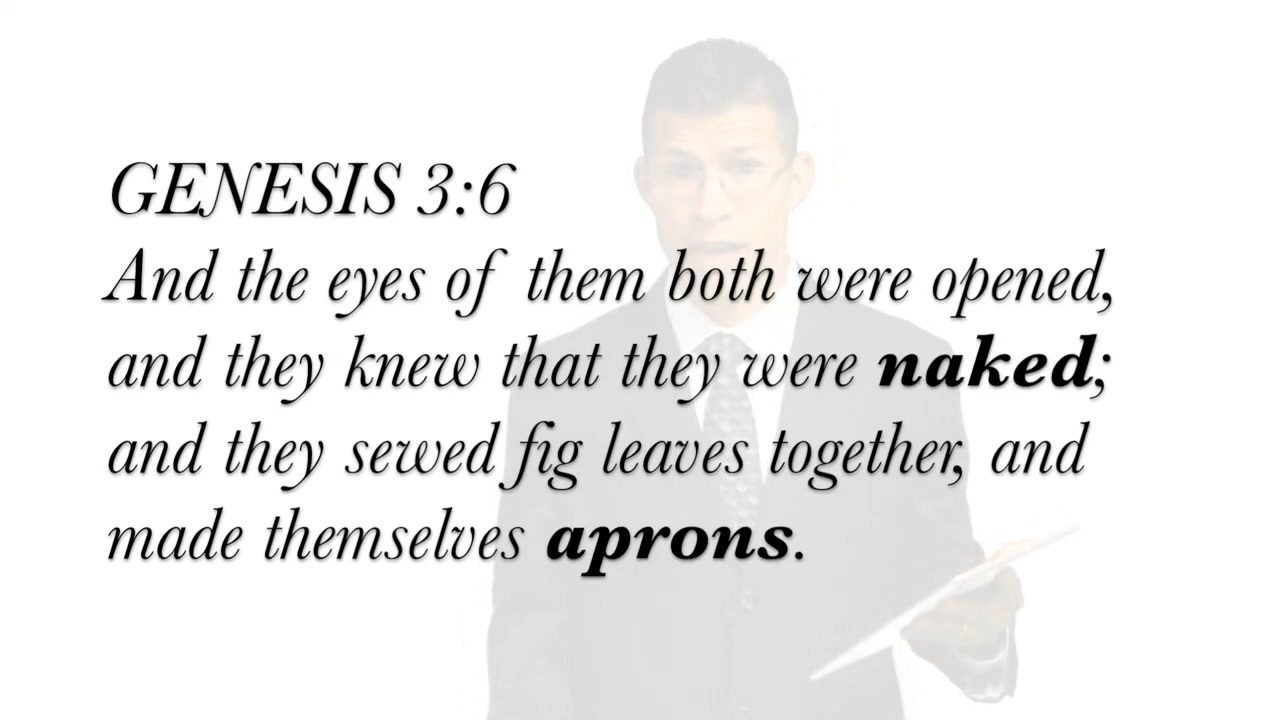 GENESIS 3:6
And the eyes of them both were opened,
and they knew that they were naked;
and they sewed fig leaves together, and
made themselves aprons.